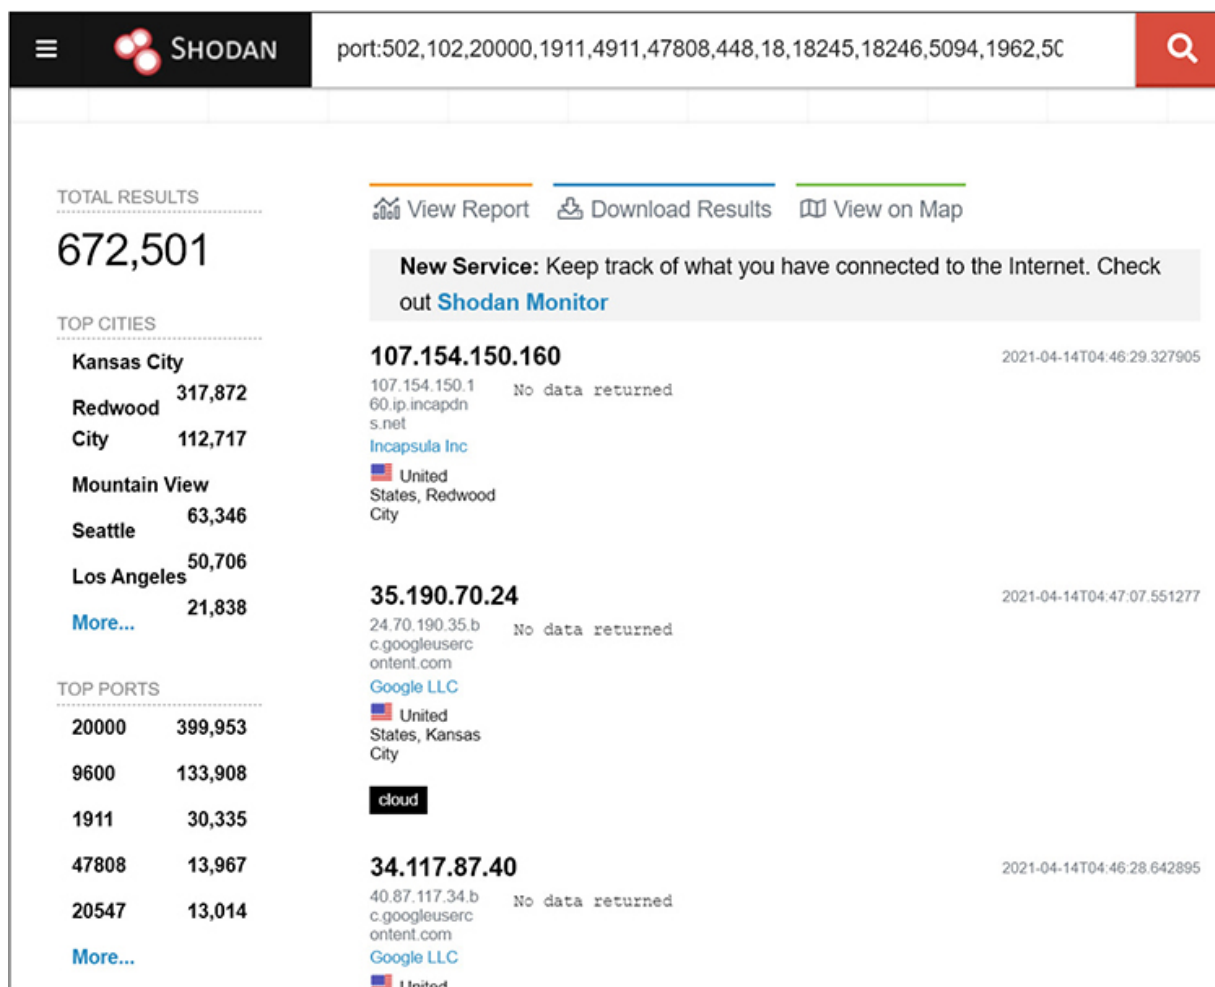 SHODAN
port:502,102,20000,1911,4911,47808,448,18,18245,18246,5094,1962,50
TOTAL RESULTS
672,501
TOP CITIES
Kansas City
317,872
Redwood
City 112,717
Mountain View
63,346
Seattle
50,706
Los Angeles
21,838
More...
TOP PORTS
20000 399,953
9600 133,908
1911 30,335
47808 13,967
20547 13,014
More...
View Report Download Results View on Map
New Service: Keep track of what you have connected to the Internet. Check
out Shodan Monitor
107.154.150.160 2021-04-14T04:46:29.327905
107.154.150.1 No data returned
60.ip.incapdn
s.net
Incapsula Inc
United
States, Redwood
City
35.190.70.24 2021-04-14T04:47:07.551277
24.70.190.35.b No data returned
c.googleuserc
ontent.com
Google LLC
United
States, Kansas
City
cloud
34.117.87.40 2021-04-14T04:46:28.642895
40.87.117.34.b No data returned
c.googleuserc
ontent.com
Google LLC
United